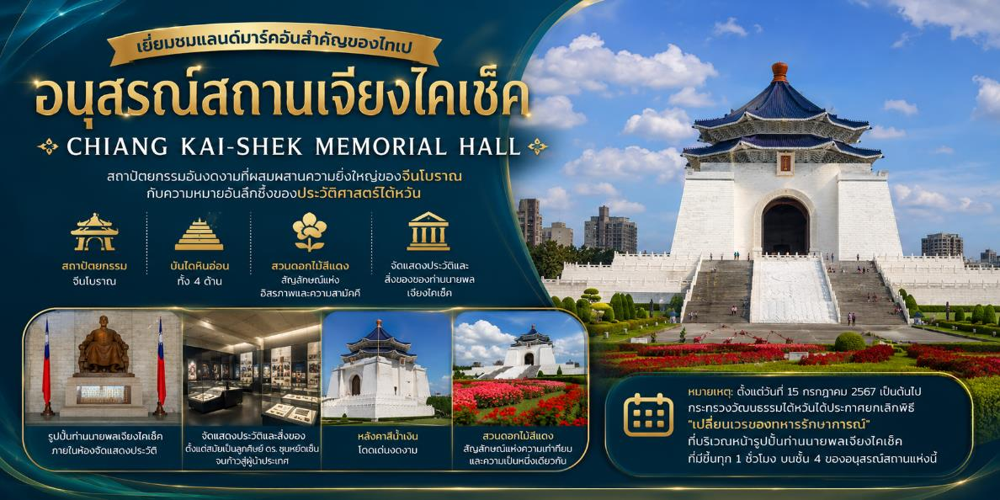 เยี่ยมชมแลนด์มาร์คอันสำคัญของไทเป
อนุสรณ์สถานเจียงไคเช็ค
CHIANG KAI-SHEK MEMORIAL HALL
สถาปัตยกรรมอันงดงามที่ผสมผสานความยิ่งใหญ่ของจีนโบราณ
กับความหมายอันลึกซึ้งของประวัติศาสตร์ไต้หวัน
สถาปัตยกรรม
จีนโบราณ
บันไดหินอ่อน
ทั้ง 4 ด้าน
สวนดอกไม้สีแดง
สัญลักษณ์แห่ง
อิสรภาพและความสามัคคี
จัดแสดงประวัติและ
สิ่งของของท่านนายพล
เจียงไคเช็ค
รูปปั้นท่านนายพลเจียงไคเช็ค
ภายในห้องจัดแสดงประวัติ
จัดแสดงประวัติและสิ่งของ
ตั้งแต่สมัยเป็นลูกศิษย์ ดร. ซุนหยัดเซ็น
จนก้าวสู่ผู้นำประเทศ
หลังคาสีน้ำเงิน
โดดเด่นงดงาม
สวนดอกไม้สีแดง
สัญลักษณ์แห่งความเท่าเทียม
และความเป็นหนึ่งเดียวกัน
หมายเหตุ: ตั้งแต่วันที่ 15 กรกฎาคม 2567 เป็นต้นไป
กระทรวงวัฒนธรรมไต้หวันได้ประกาศยกเลิกพิธี
"เปลี่ยนเวรของทหารรักษาการณ์"
ที่บริเวณหน้ารูปปั้นท่านนายพลเจียงไคเช็ค
ที่มีขึ้นทุก 1 ชั่วโมง บนชั้น 4 ของอนุสรณ์สถานแห่งนี้